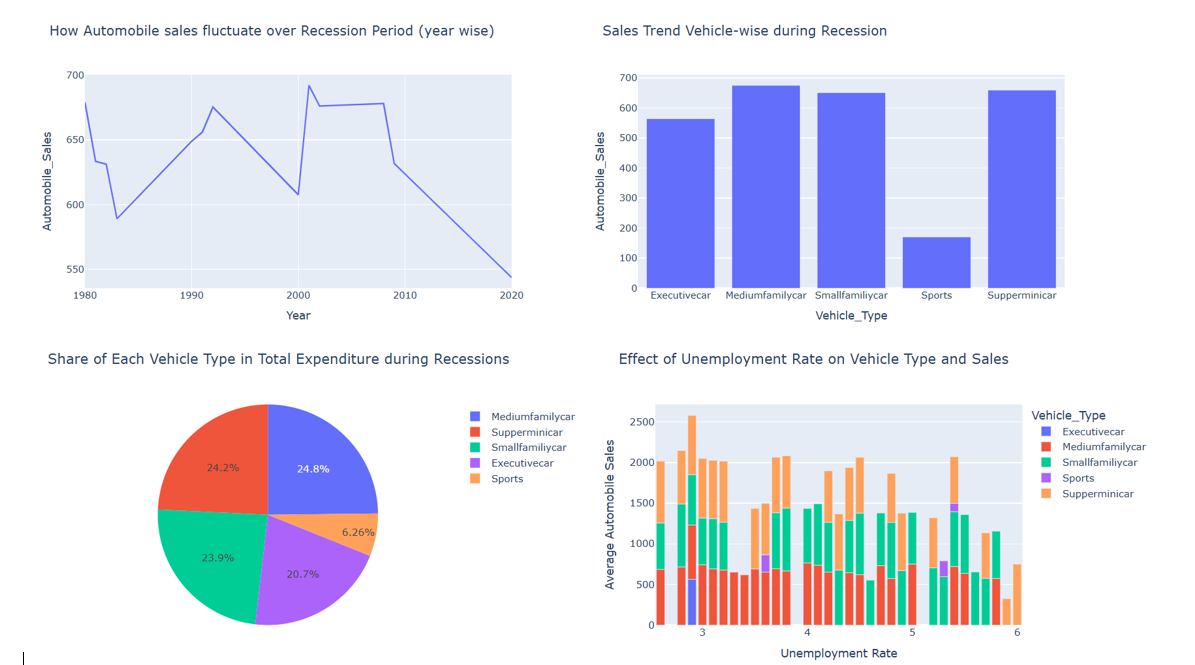 How Automobile sales fluctuate over Recession Period (year wise)
700
650
600
550
Automobile_Sales
1980
1990
2000
2010
2020
Year
Sales Trend Vehicle-wise during Recession
700
600
500
400
300
200
100
0
Automobile_Sales
Executivecar
Mediumfamilycar
Smallfamiliycar
Sports
Supperminicar
Vehicle_Type
Share of Each Vehicle Type in Total Expenditure during Recessions
24.2%
24.8%
6.26%
23.9%
20.7%
Mediumfamilycar
Supperminicar
Smallfamiliycar
Executivecar
Sports
Effect of Unemployment Rate on Vehicle Type and Sales
2500
2000
1500
1000
500
0
Average Automobile Sales
3
4
5
6
Unemployment Rate
Vehicle_Type
Executivecar
Mediumfamilycar
Smallfamiliycar
Sports
Supperminicar